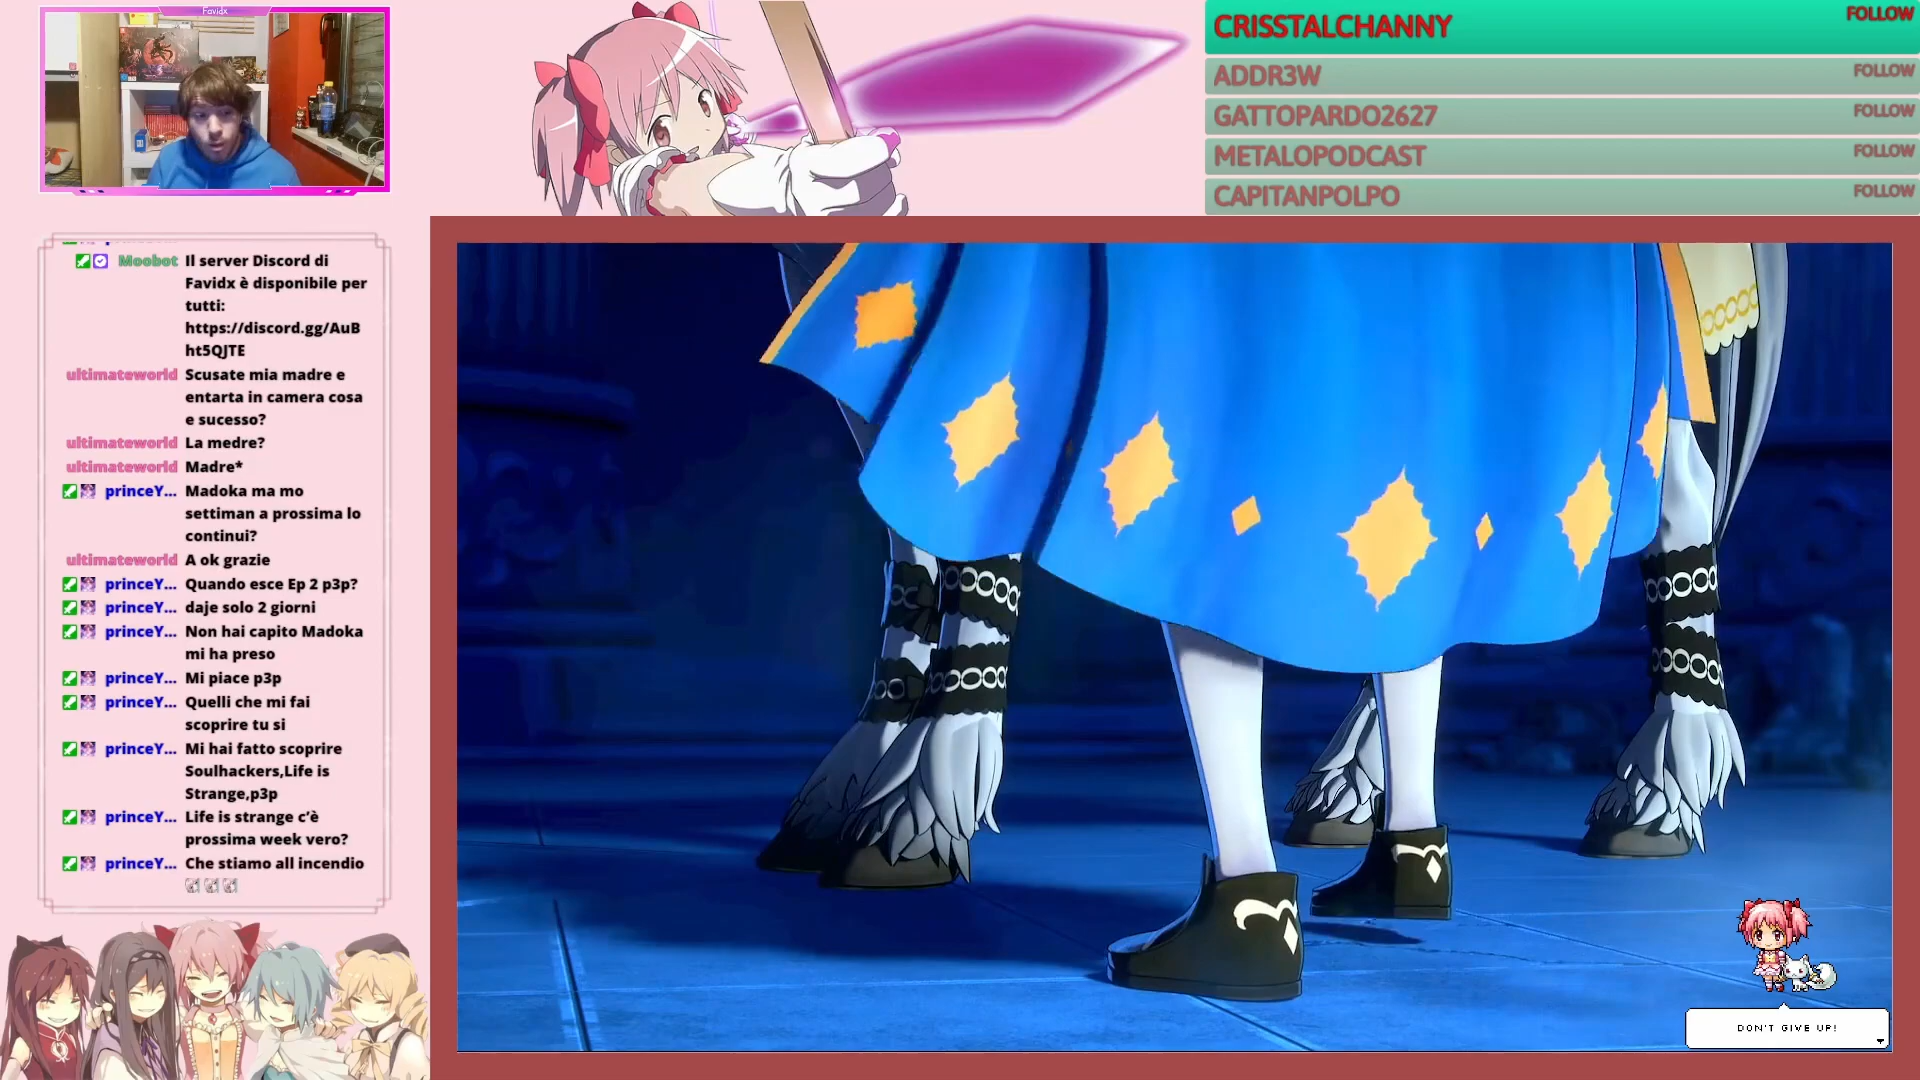 Favidx
CRISSTALCHANNY FOLLOW
ADDR3W FOLLOW
GATTOPARDO2627 FOLLOW
METALOPODCAST FOLLOW
CAPITANPOLPO FOLLOW
Moobot Il server Discord di
Favidx è disponibile per
tutti:
https://discord.gg/AuB
ht5QJTE
ultimateworld Scusate mia madre e
entarta in camera cosa
e sucesso?
ultimateworld La medre?
ultimateworld Madre*
princeY... Madoka ma mo
settiman a prossima lo
continui?
ultimateworld A ok grazie
princeY... Quando esce Ep 2 p3p?
princeY... daje solo 2 giorni
princeY... Non hai capito Madoka
mi ha preso
princeY... Mi piace p3p
princeY... Quelli che mi fai
scoprire tu si
princeY... Mi hai fatto scoprire
Soulhackers,Life is
Strange,p3p
princeY... Life is strange c'è
prossima week vero?
princeY... Che stiamo all incendio
DON'T GIVE UP!